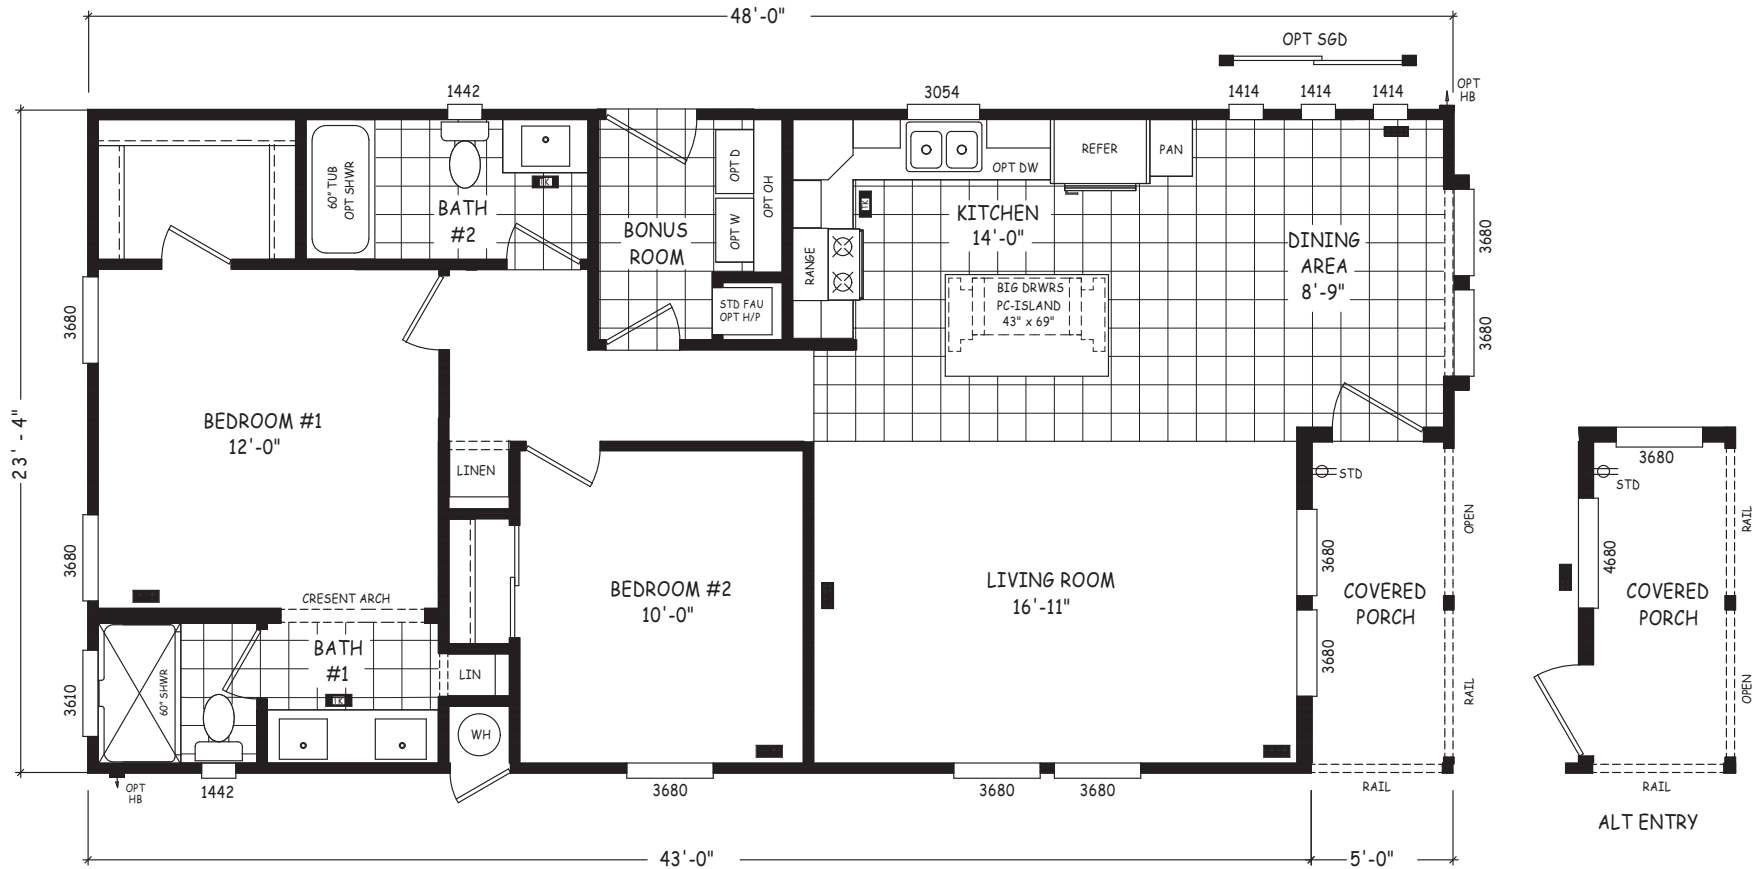 48'-0"
OPT SGD
1442
3054
1414
1414
1414
OPT
HB
60" TUB
OPT SHWR
BATH
#2
TK
BONUS
ROOM
OPT D
OPT W
OPT OH
STD FAU
OPT H/P
OPT DW
REFER
PAN
TK
RANGE
KITCHEN
14'-0"
BIG DRWRS
PC-ISLAND
43" x 69"
DINING
AREA
8'-9"
3680
3680
3680
23'-4"
BEDROOM #1
12'-0"
LINEN
3680
CRESENT ARCH
BATH
#1
TK
60" SHWR
3610
LIN
WH
BEDROOM #2
10'-0"
LIVING ROOM
16'-11"
STD
3680
3680
COVERED
PORCH
OPEN
RAIL
RAIL
3680
STD
4680
COVERED
PORCH
RAIL
OPEN
RAIL
ALT ENTRY
OPT
HB
1442
3680
3680
3680
43'-0"
5'-0"